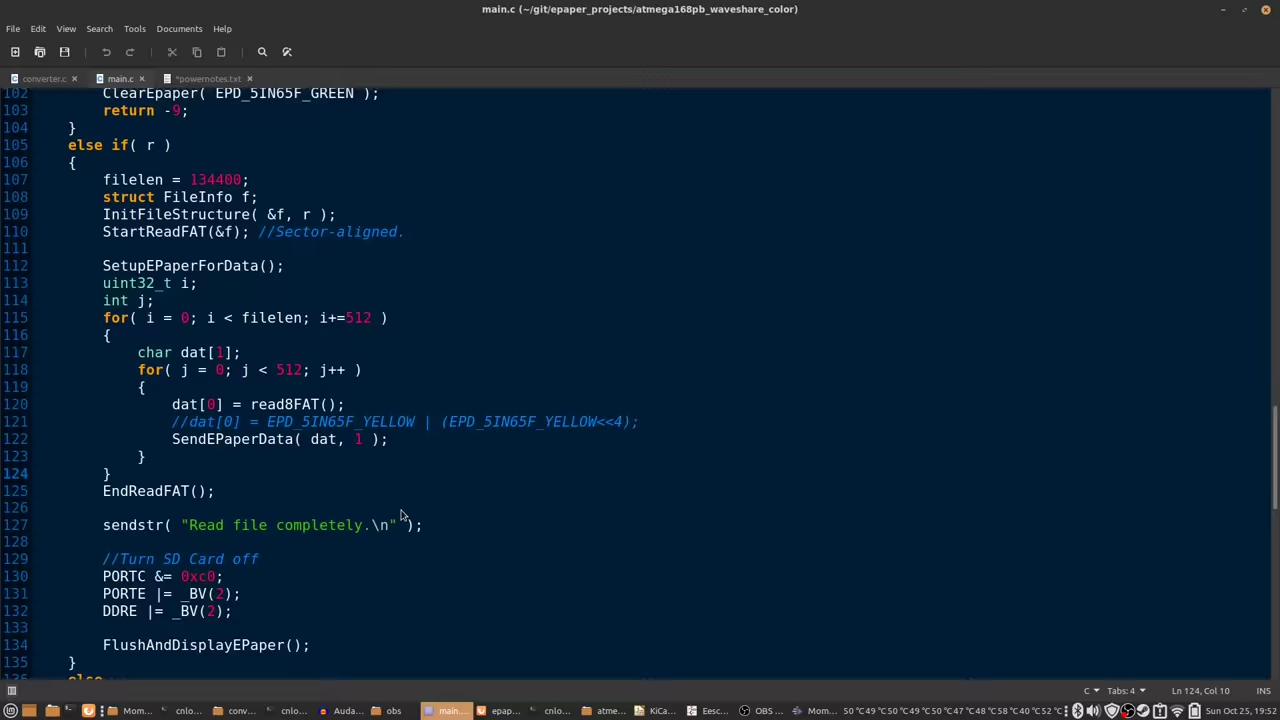 main.c (~/git/epaper_projects/atmega168pb_waveshare_color)
File Edit View Search Tools Documents Help
converter.c main.c *powernotes.txt
102 ClearEpaper( EPD_5IN65F_GREEN );
103 return -9;
104 }
105 else if( r )
106 {
107 filelen = 134400;
108 struct FileInfo f;
109 InitFileStructure( &f, r );
110 StartReadFAT(&f); //Sector-aligned.
111
112 SetupEPaperForData();
113 uint32_t i;
114 int j;
115 for( i = 0; i < filelen; i+=512 )
116 {
117 char dat[1];
118 for( j = 0; j < 512; j++ )
119 {
120 dat[0] = read8FAT();
121 //dat[0] = EPD_5IN65F_YELLOW | (EPD_5IN65F_YELLOW<<4);
122 SendEPaperData( dat, 1 );
123 }
124 }
125 EndReadFAT();
126
127 sendstr( "Read file completely.\n" );
128
129 //Turn SD Card off
130 PORTC &= 0xc0;
131 PORTE |= _BV(2);
132 DDRE |= _BV(2);
133
134 FlushAndDisplayEPaper();
135 }
136 else
C Tabs: 4 Ln 124, Col 10 INS
Mom... cnlo... conv... cnlo... Auda... obs main.... epap... cnlo... atme... KiCa... Eesc... OBS ... Mom... 50 °C 49 °C 50 °C 49 °C 50 °C 47 °C 48 °C 40 °C 52 °C Sun Oct 25, 19:52